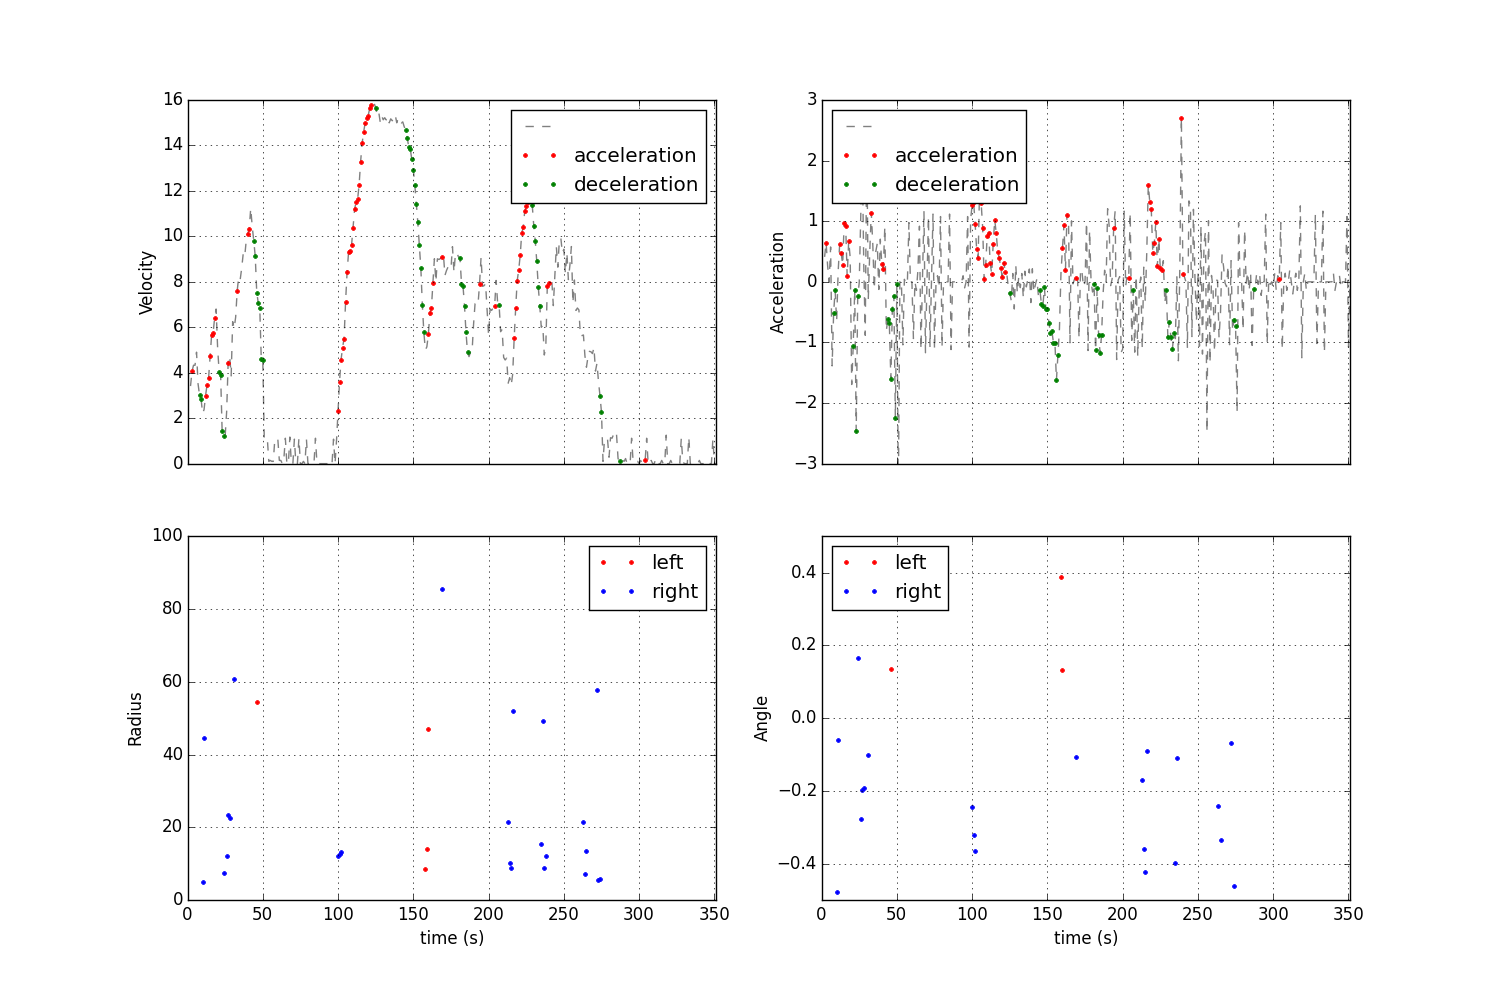 16
14
12
10
8
6
4
2
0
Velocity
acceleration
deceleration
3
2
1
0
−1
−2
−3
Acceleration
acceleration
deceleration
100
80
60
40
20
0
Radius
left
right
0 50 100 150 200 250 300 350
time (s)
0.4
0.2
0.0
−0.2
−0.4
Angle
left
right
0 50 100 150 200 250 300 350
time (s)